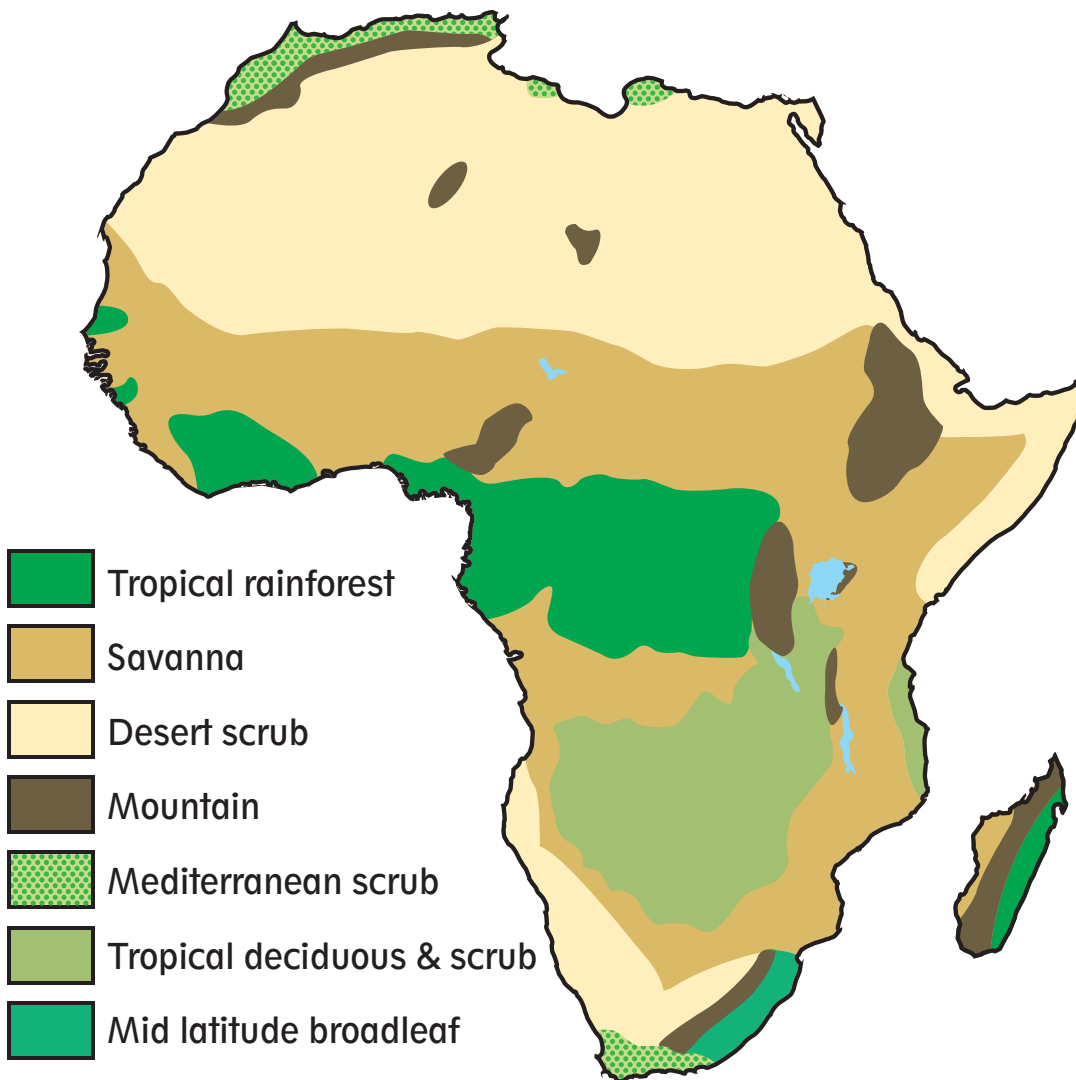 Tropical rainforest
Savanna
Desert scrub
Mountain
Mediterranean scrub
Tropical deciduous & scrub
Mid latitude broadleaf